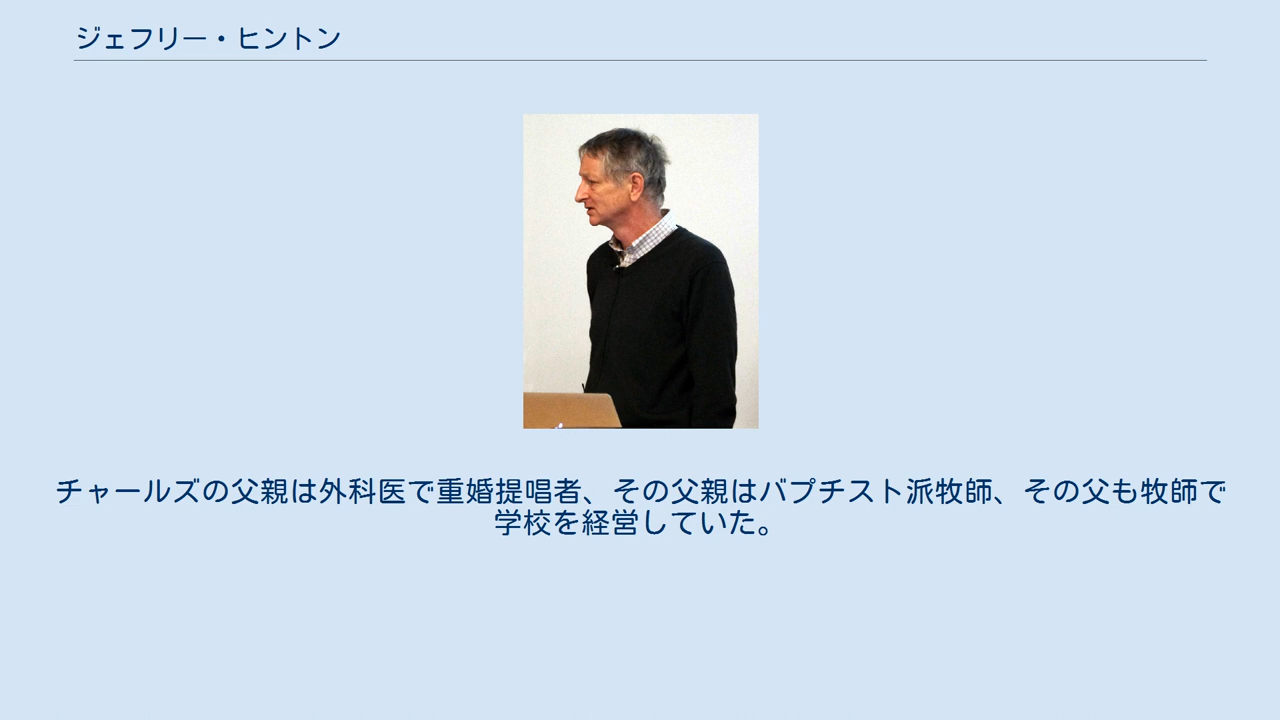 ジェフリー・ヒントン
チャールズの父親は外科医で重婚提唱者、その父親はバプチスト派牧師、その父も牧師で
学校を経営していた。